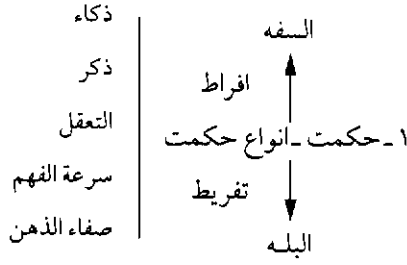 السفه
افراط
١ ـ حكمت ـ انواع حكمت
تفريط
البلـه
ذكاء
ذكر
التعقل
سرعة الفهم
صفاء الذهن